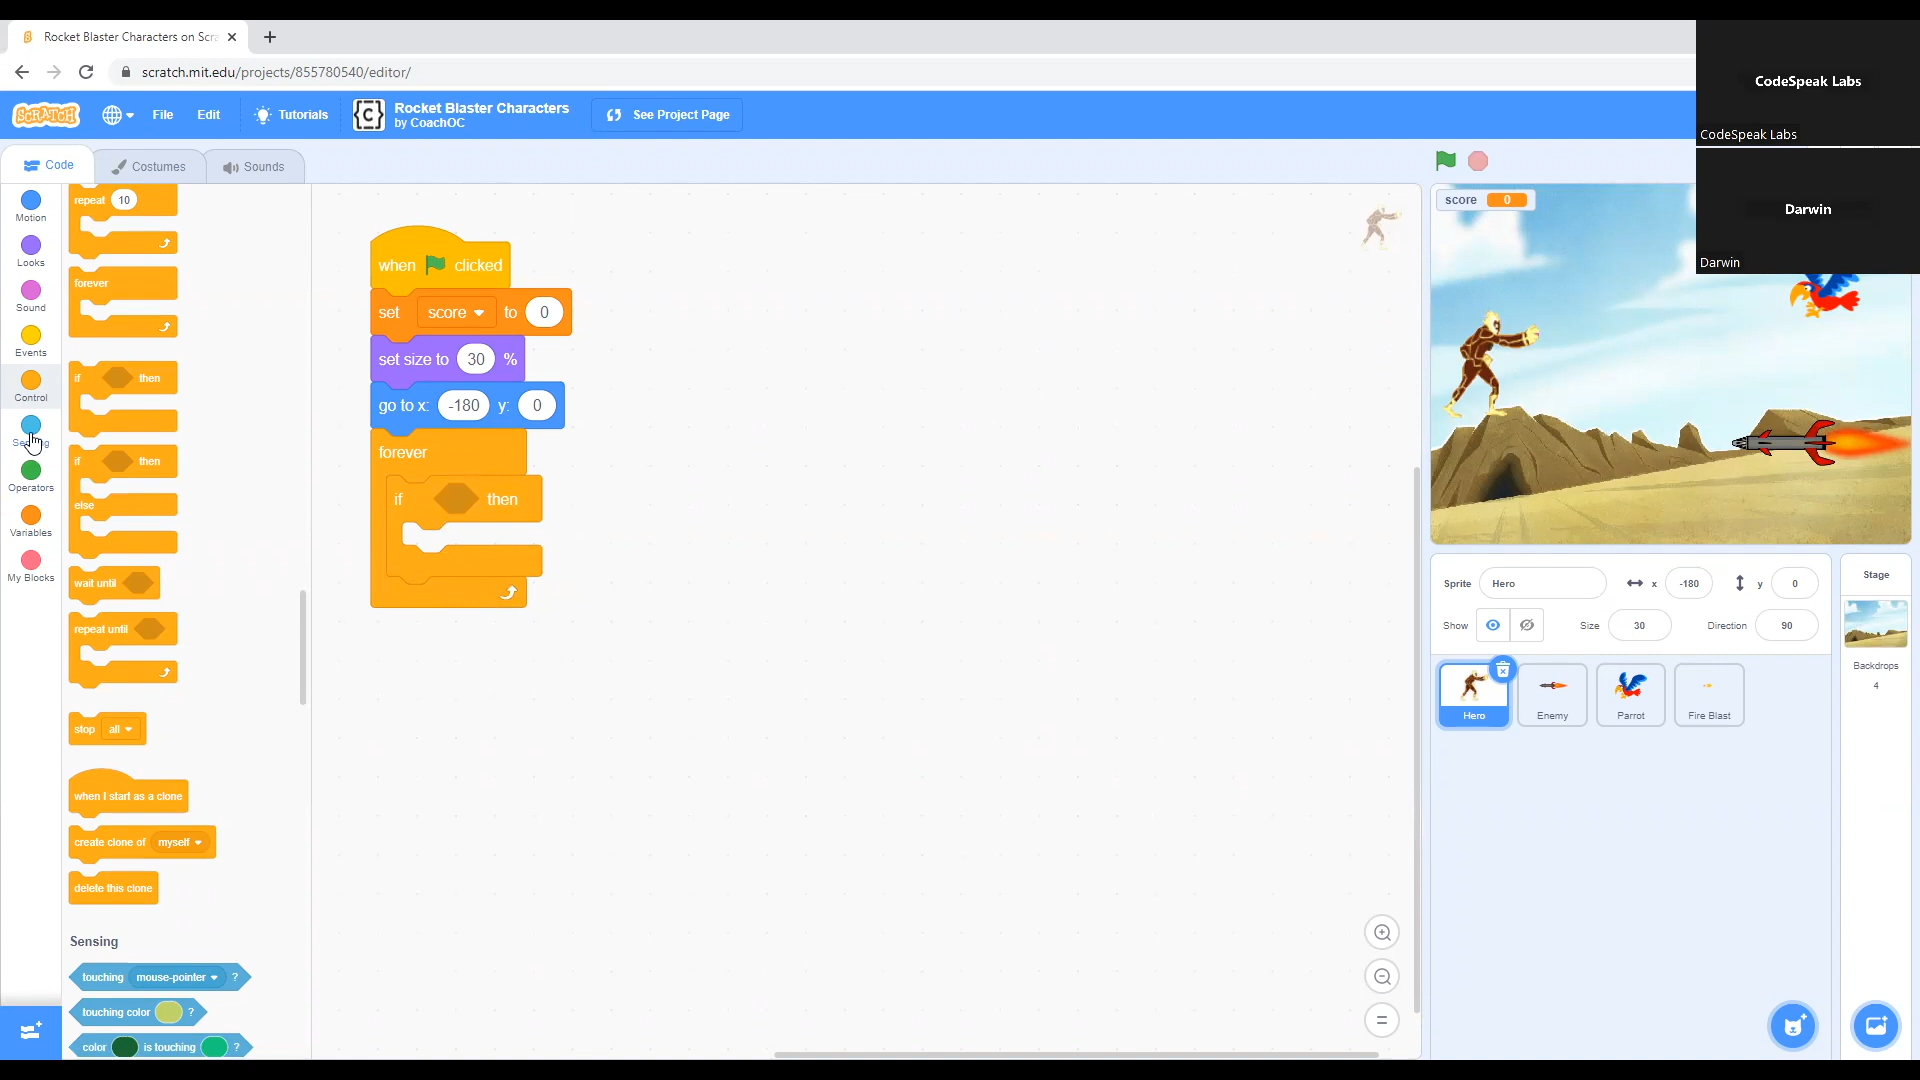 Rocket Blaster Characters on Scra
scratch.mit.edu/projects/855780540/editor/
SCRATCH
File
Edit
Tutorials
{C}
Rocket Blaster Characters
by CoachOC
See Project Page
CodeSpeak Labs
CodeSpeak Labs
Darwin
Darwin
Code
Costumes
Sounds
Motion
Looks
Sound
Events
Control
Operators
Variables
My Blocks
repeat 10
forever
if then
if then
else
wait until
repeat until
stop all
when I start as a clone
create clone of myself
delete this clone
Sensing
touching mouse-pointer ?
touching color ?
color is touching ?
when clicked
set score to 0
set size to 30 %
go to x: -180 y: 0
forever
if then
score 0
Sprite Hero x -180 y 0
Show Size 30 Direction 90
Hero
Enemy
Parrot
Fire Blast
Stage
Backdrops
4